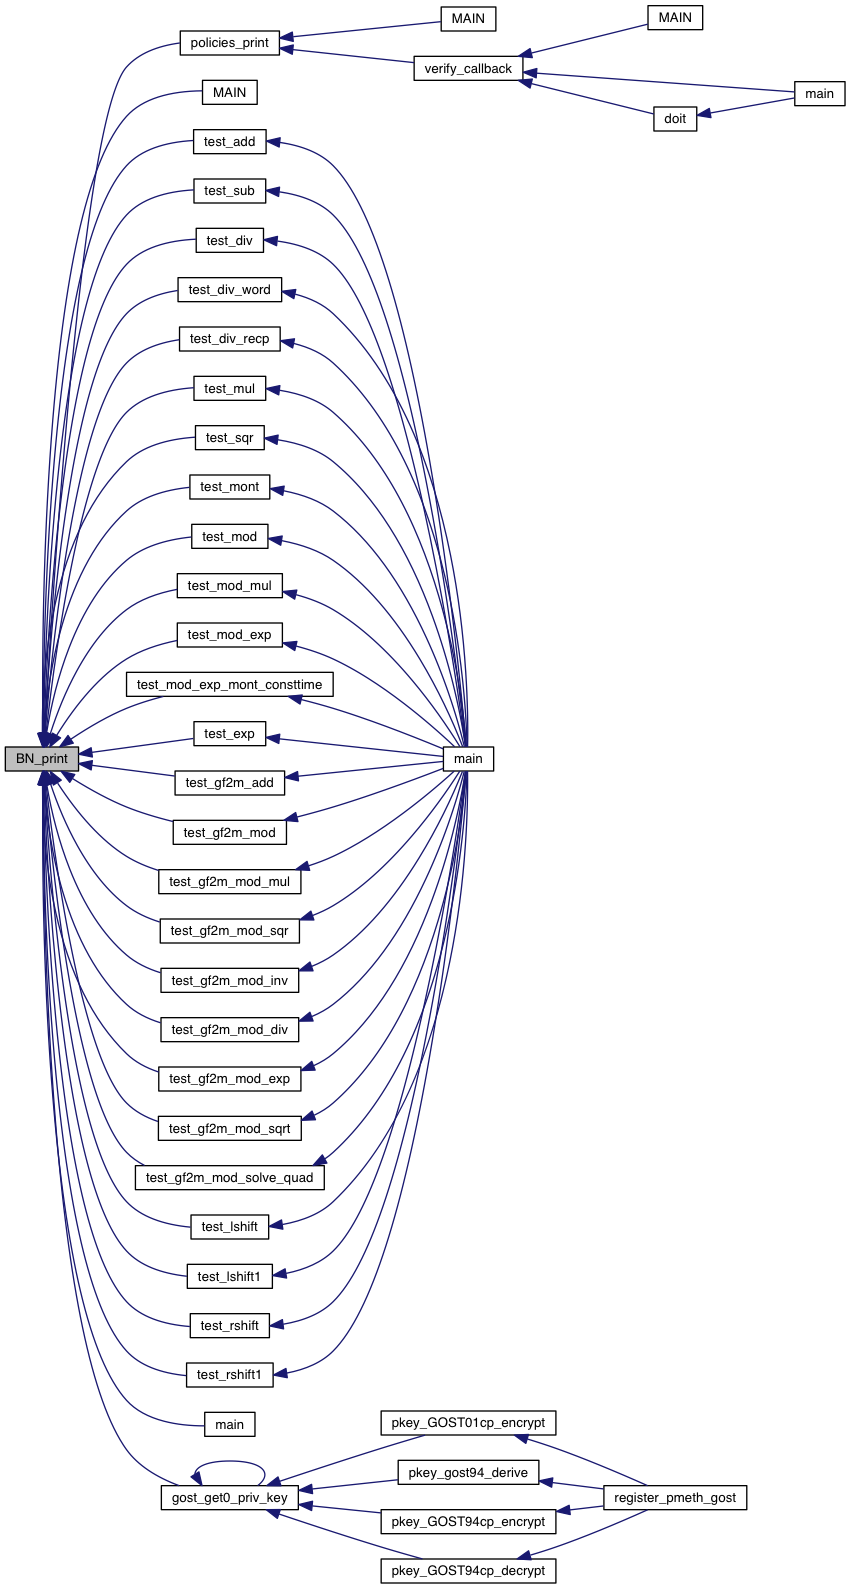 MAIN
MAIN
policies_print
verify_callback
MAIN
main
doit
test_add
test_sub
test_div
test_div_word
test_div_recp
test_mul
test_sqr
test_mont
test_mod
test_mod_mul
test_mod_exp
test_mod_exp_mont_consttime
test_exp
BN_print
main
test_gf2m_add
test_gf2m_mod
test_gf2m_mod_mul
test_gf2m_mod_sqr
test_gf2m_mod_inv
test_gf2m_mod_div
test_gf2m_mod_exp
test_gf2m_mod_sqrt
test_gf2m_mod_solve_quad
test_lshift
test_lshift1
test_rshift
test_rshift1
main
pkey_GOST01cp_encrypt
pkey_gost94_derive
gost_get0_priv_key
register_pmeth_gost
pkey_GOST94cp_encrypt
pkey_GOST94cp_decrypt